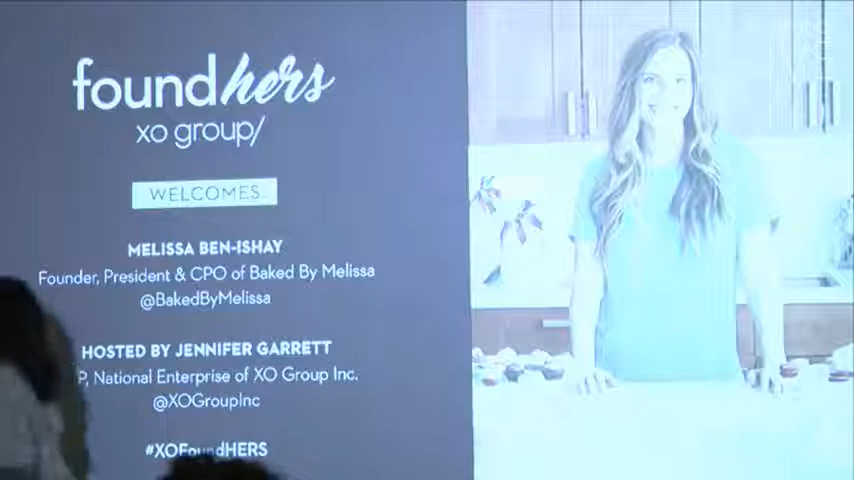 foundhers
xo group/
WELCOMES
MELISSA BEN-ISHAY
Founder, President & CPO of Baked By Melissa
@BakedByMelissa
HOSTED BY JENNIFER GARRETT
P, National Enterprise of XO Group Inc.
@XOGroupInc
#XOFoundHERS